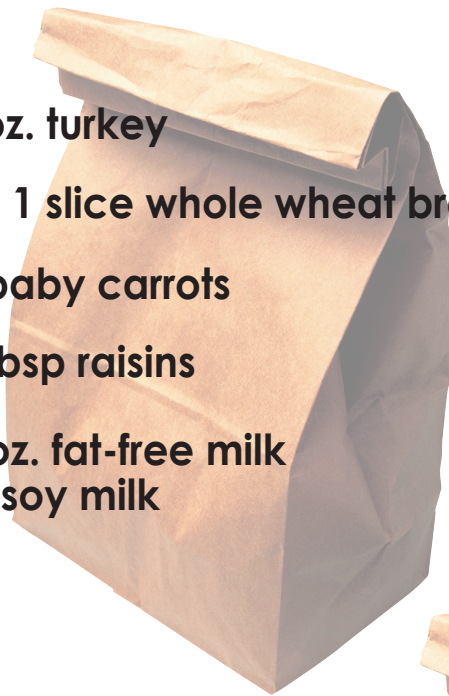 oz. turkey
1 slice whole wheat br
baby carrots
bsp raisins
oz. fat-free milk
soy milk